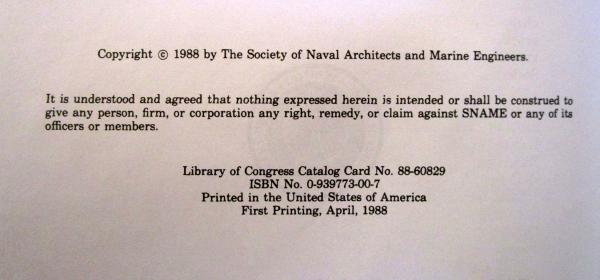 Copyright © 1988 by The Society of Naval Architects and Marine Engineers.
It is understood and agreed that nothing expressed herein is intended or shall be construed to
give any person, firm, or corporation any right, remedy, or claim against SNAME or any of its
officers or members.
Library of Congress Catalog Card No. 88-60829
ISBN No. 0-939773-00-7
Printed in the United States of America
First Printing, April, 1988